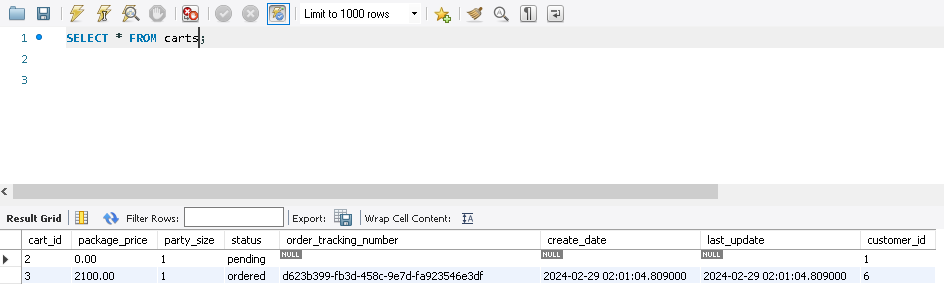 Limit to 1000 rows
1 SELECT * FROM carts;
2
3
Result Grid Filter Rows: Export: Wrap Cell Content:
cart_id package_price party_size status order_tracking_number create_date last_update customer_id
2 0.00 1 pending NULL NULL NULL 1
3 2100.00 1 ordered d623b399-fb3d-458c-9e7d-fa923546e3df 2024-02-29 02:01:04.809000 2024-02-29 02:01:04.809000 6